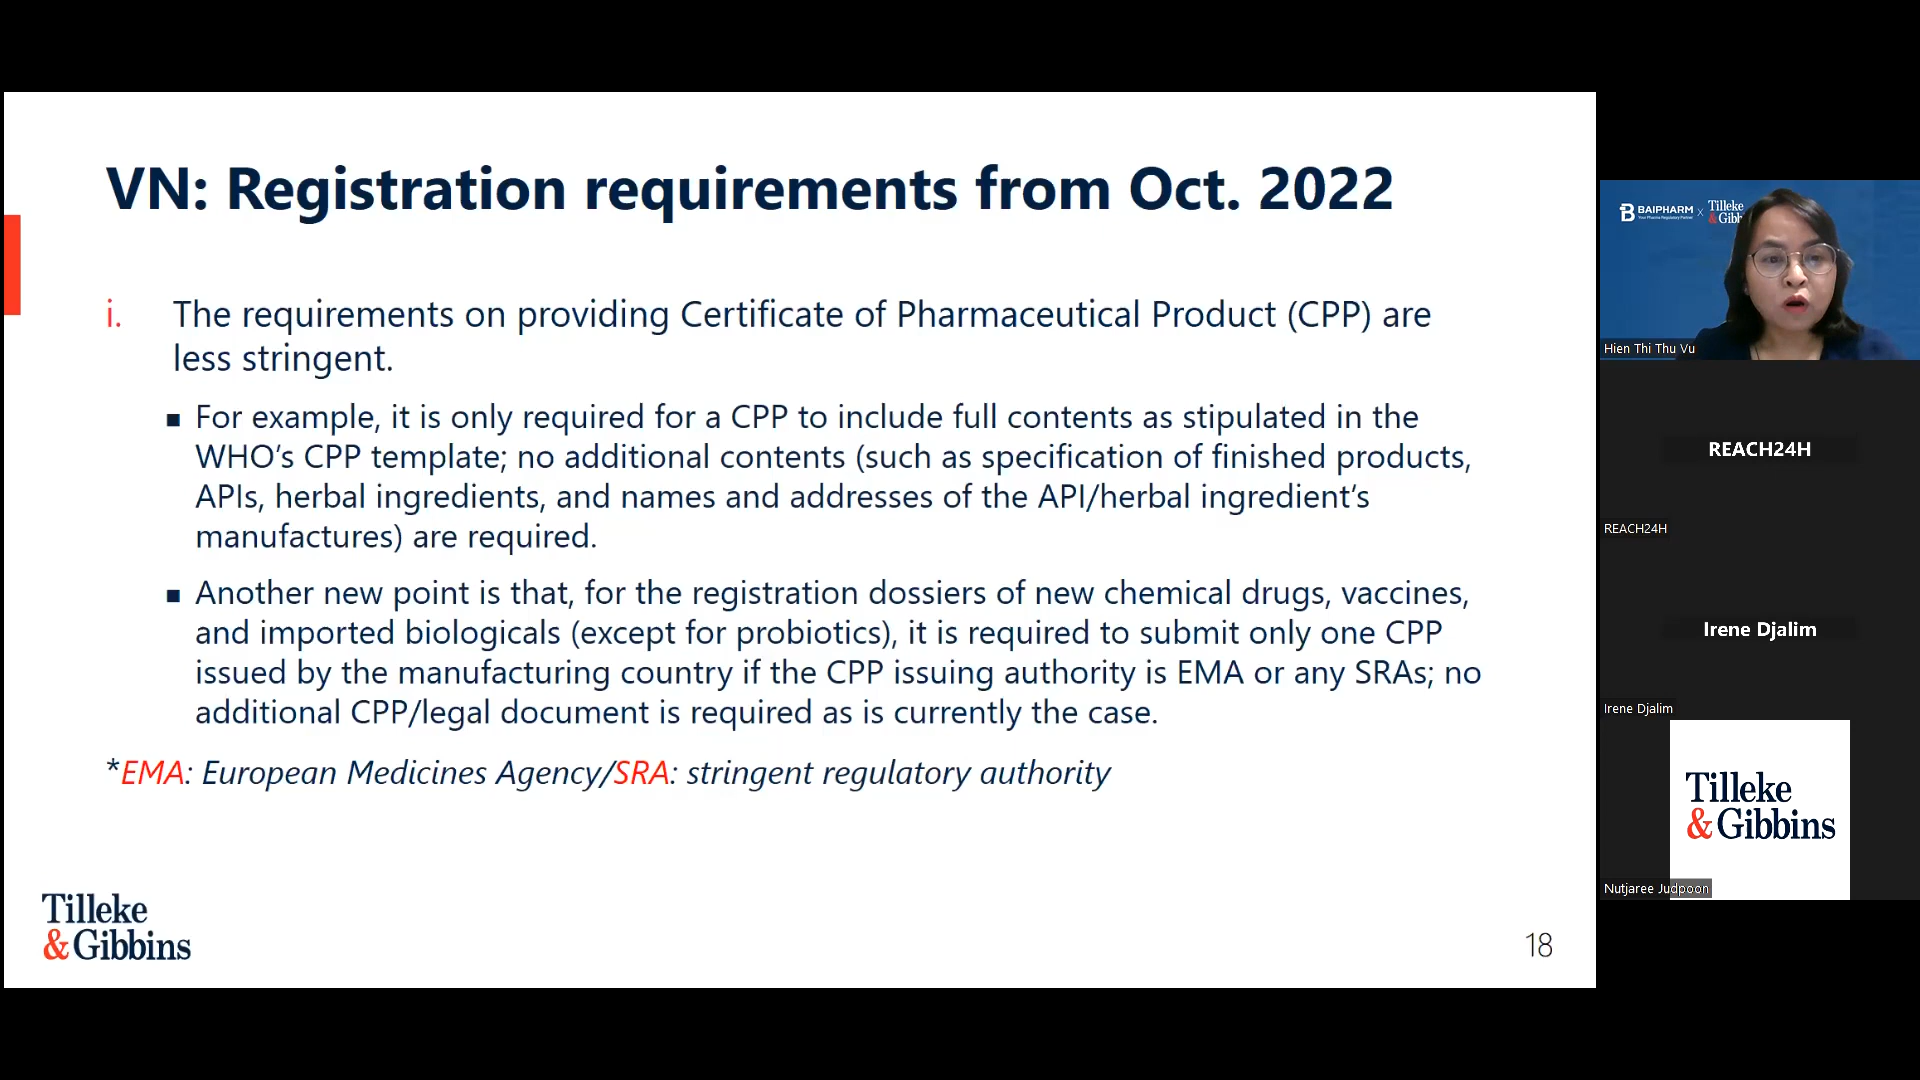 VN: Registration requirements from Oct. 2022
i. The requirements on providing Certificate of Pharmaceutical Product (CPP) are
less stringent.
▪ For example, it is only required for a CPP to include full contents as stipulated in the
WHO’s CPP template; no additional contents (such as specification of finished products,
APIs, herbal ingredients, and names and addresses of the API/herbal ingredient‘s
manufactures) are required.
▪ Another new point is that, for the registration dossiers of new chemical drugs, vaccines,
and imported biologicals (except for probiotics), it is required to submit only one CPP
issued by the manufacturing country if the CPP issuing authority is EMA or any SRAs; no
additional CPP/legal document is required as is currently the case.
*EMA: European Medicines Agency/SRA: stringent regulatory authority
Tilleke
& Gibbins
18
BAIPHARM x Tilleke
Your Pharma Regulatory Partner & Gibb
Hien Thi Thu Vu
REACH24H
REACH24H
Irene Djalim
Irene Djalim
Tilleke
& Gibbins
Nutjaree Judpoon